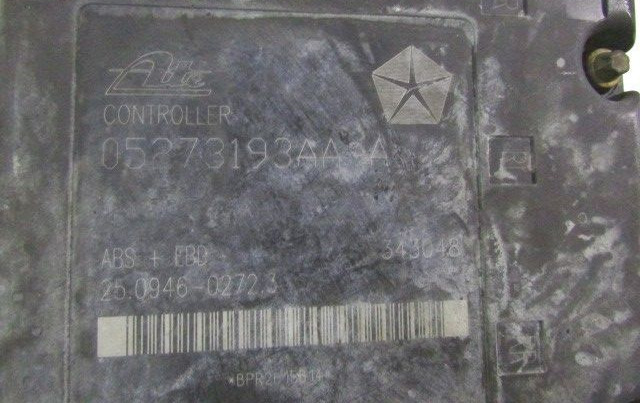 Ate
CONTROLLER
05273193AA
ABS + EBD
343048
25.0946-0272.3